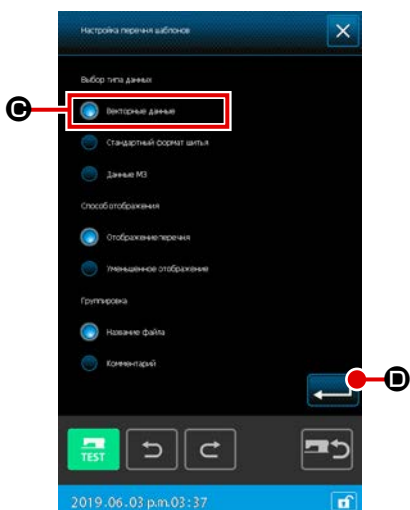 Настройка перечня шаблонов
Выбор типа данных
C
Векторные данные
Стандартный формат шитья
Данные М3
Способ отображения
Отображение перечня
Уменьшенное отображение
Группировка
Название файла
Комментарий
D
TEST
2019.06.03 p.m.03:37